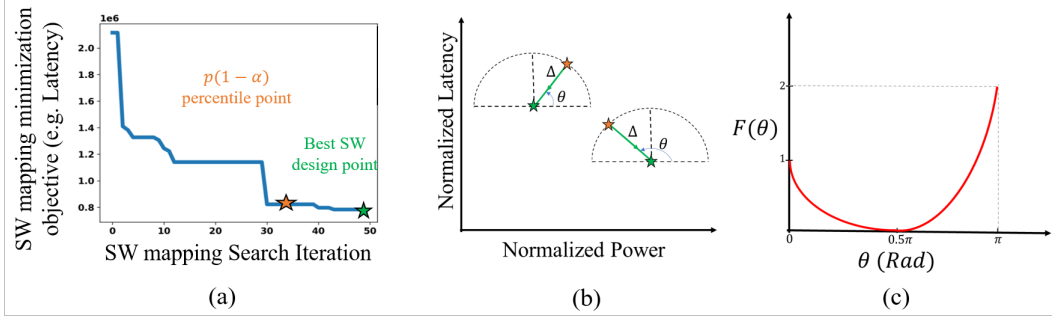 1e6
SW mapping minimization
objective (e.g. Latency)
2.0
1.8
1.6
1.4
1.2
1.0
0.8
p(1 − α)
percentile point
Best SW
design point
0 10 20 30 40 50
SW mapping Search Iteration
(a)
Normalized Latency
Δ
θ
Δ
θ
Normalized Power
(b)
F(θ)
2
1
0 0.5π π
θ (Rad)
(c)